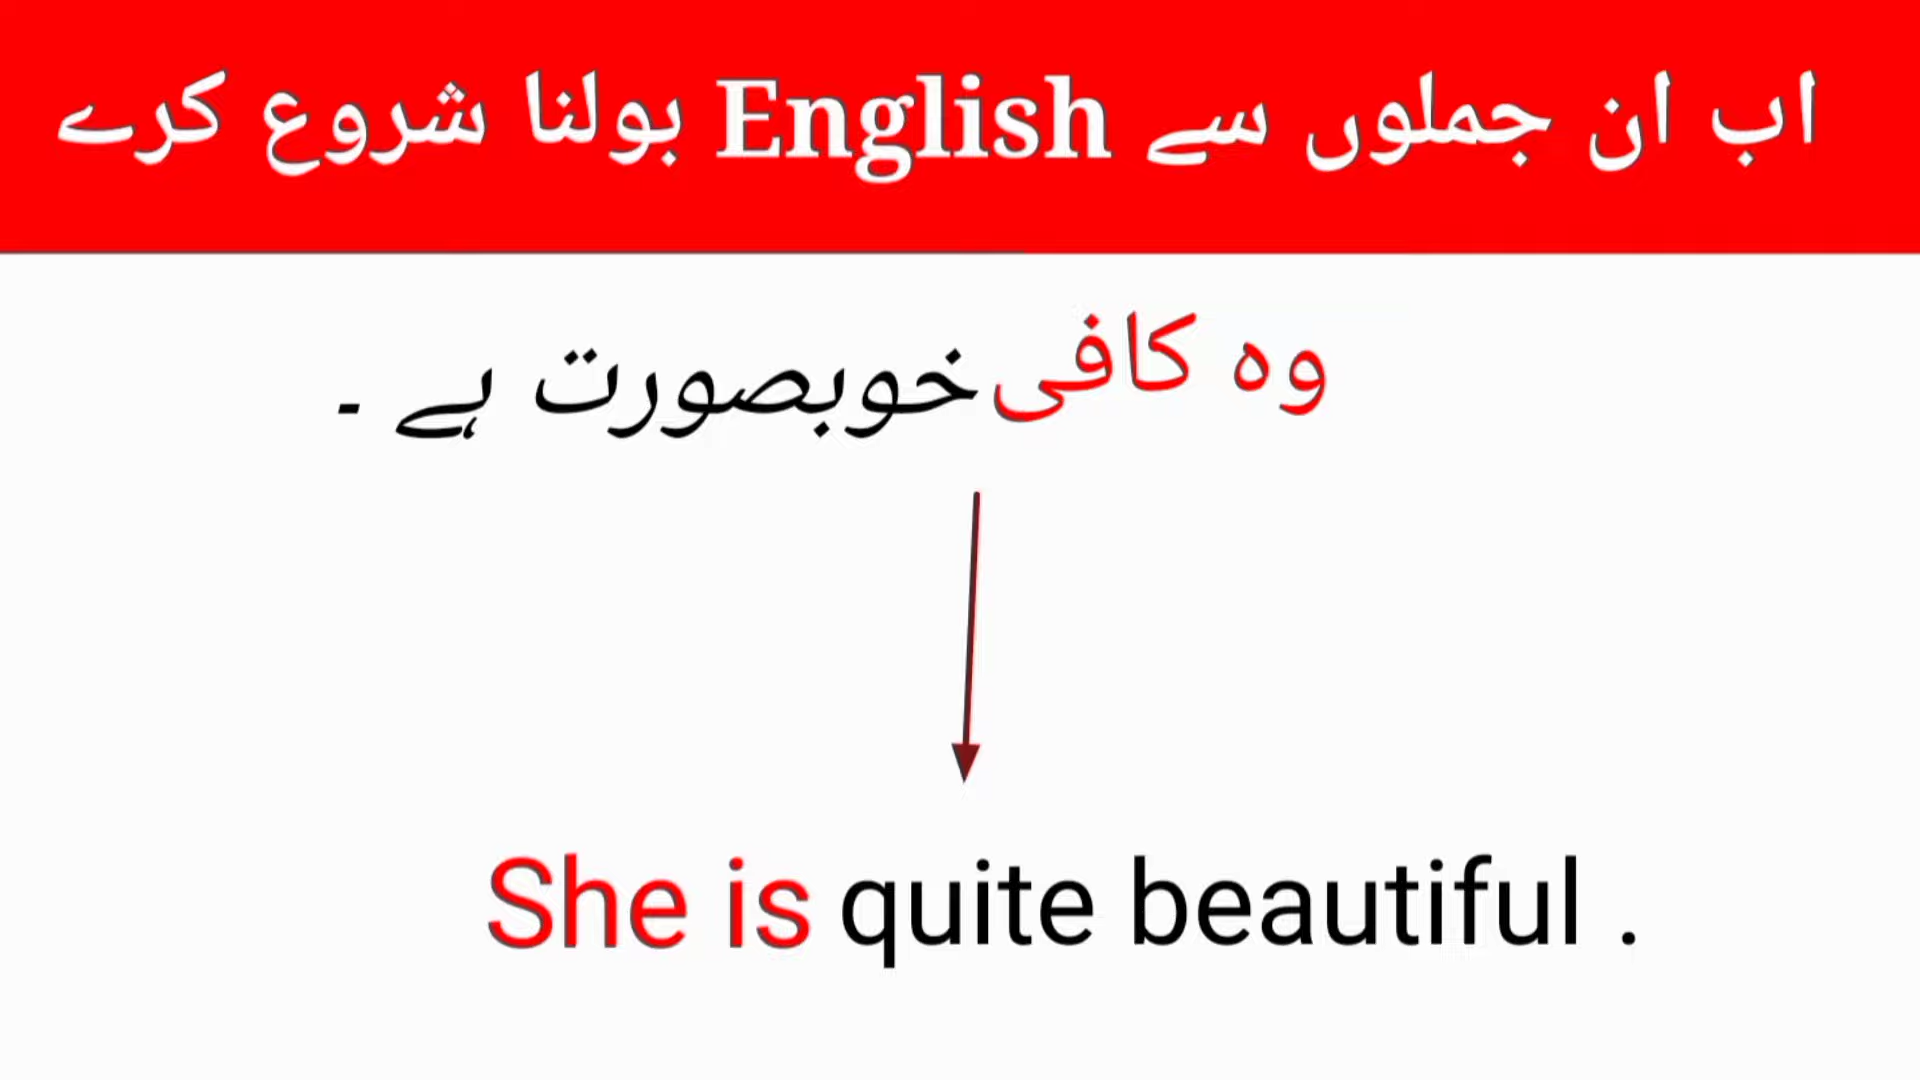 اب ان جملوں سے English بولنا شروع کرے
وہ کافی خوبصورت ہے ۔
She is quite beautiful .